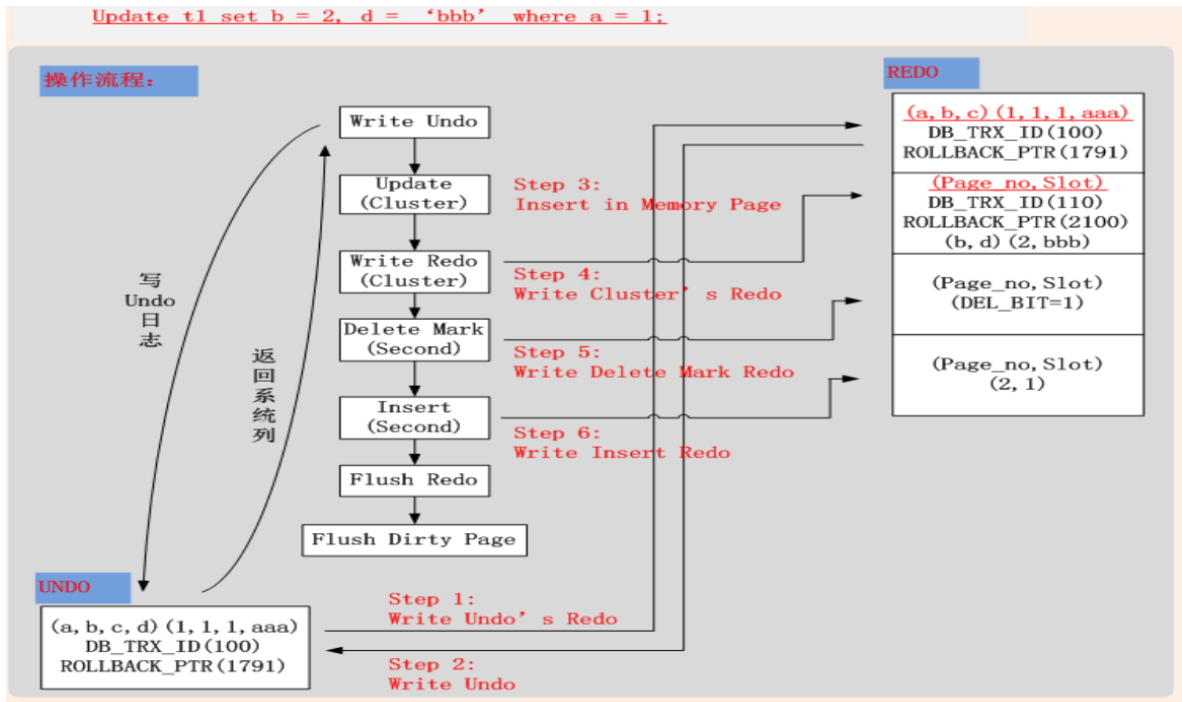 Update t1 set b = 2, d = ‘bbb’ where a = 1;
操作流程：
REDO
Write Undo
Update
(Cluster)
Write Redo
(Cluster)
Delete Mark
(Second)
Insert
(Second)
Flush Redo
Flush Dirty Page
Step 3:
Insert in Memory Page
Step 4:
Write Cluster’s Redo
Step 5:
Write Delete Mark Redo
Step 6:
Write Insert Redo
(a,b,c)(1,1,1,aaa)
DB_TRX_ID(100)
ROLLBACK_PTR(1791)
(Page_no,Slot)
DB_TRX_ID(110)
ROLLBACK_PTR(2100)
(b,d)(2,bbb)
(Page_no,Slot)
(DEL_BIT=1)
(Page_no,Slot)
(2,1)
写
Undo
日
志
返
回
系
统
列
UNDO
(a,b,c,d)(1,1,1,aaa)
DB_TRX_ID(100)
ROLLBACK_PTR(1791)
Step 1:
Write Undo’s Redo
Step 2:
Write Undo